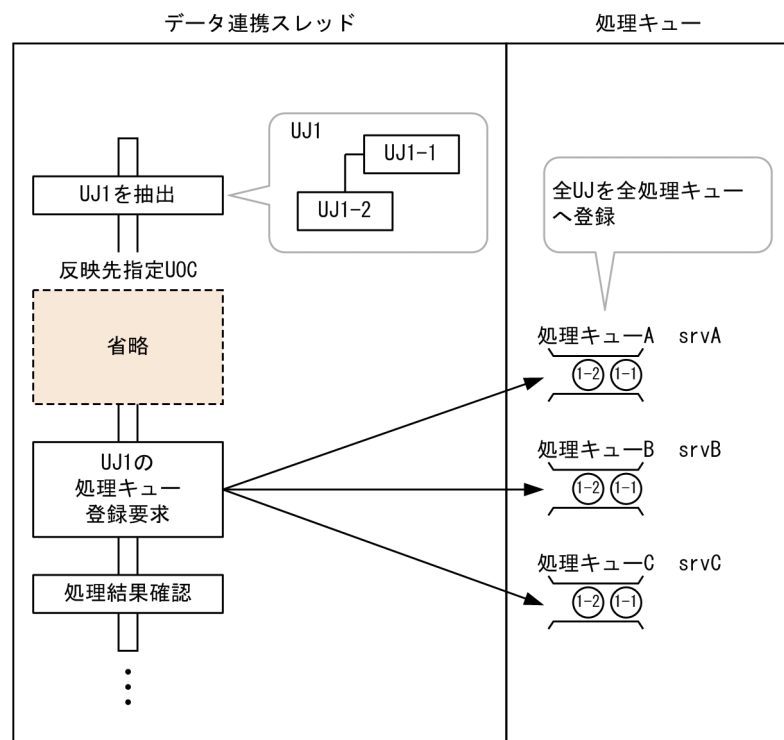 データ連携スレッド
処理キュー
UJ1
UJ1-1
UJ1-2
UJ1を抽出
全UJを全処理キュー
へ登録
反映先指定UOC
省略
処理キューA srvA
1-2 1-1
UJ1の
処理キュー
登録要求
処理キューB srvB
1-2 1-1
処理キューC srvC
1-2 1-1
処理結果確認